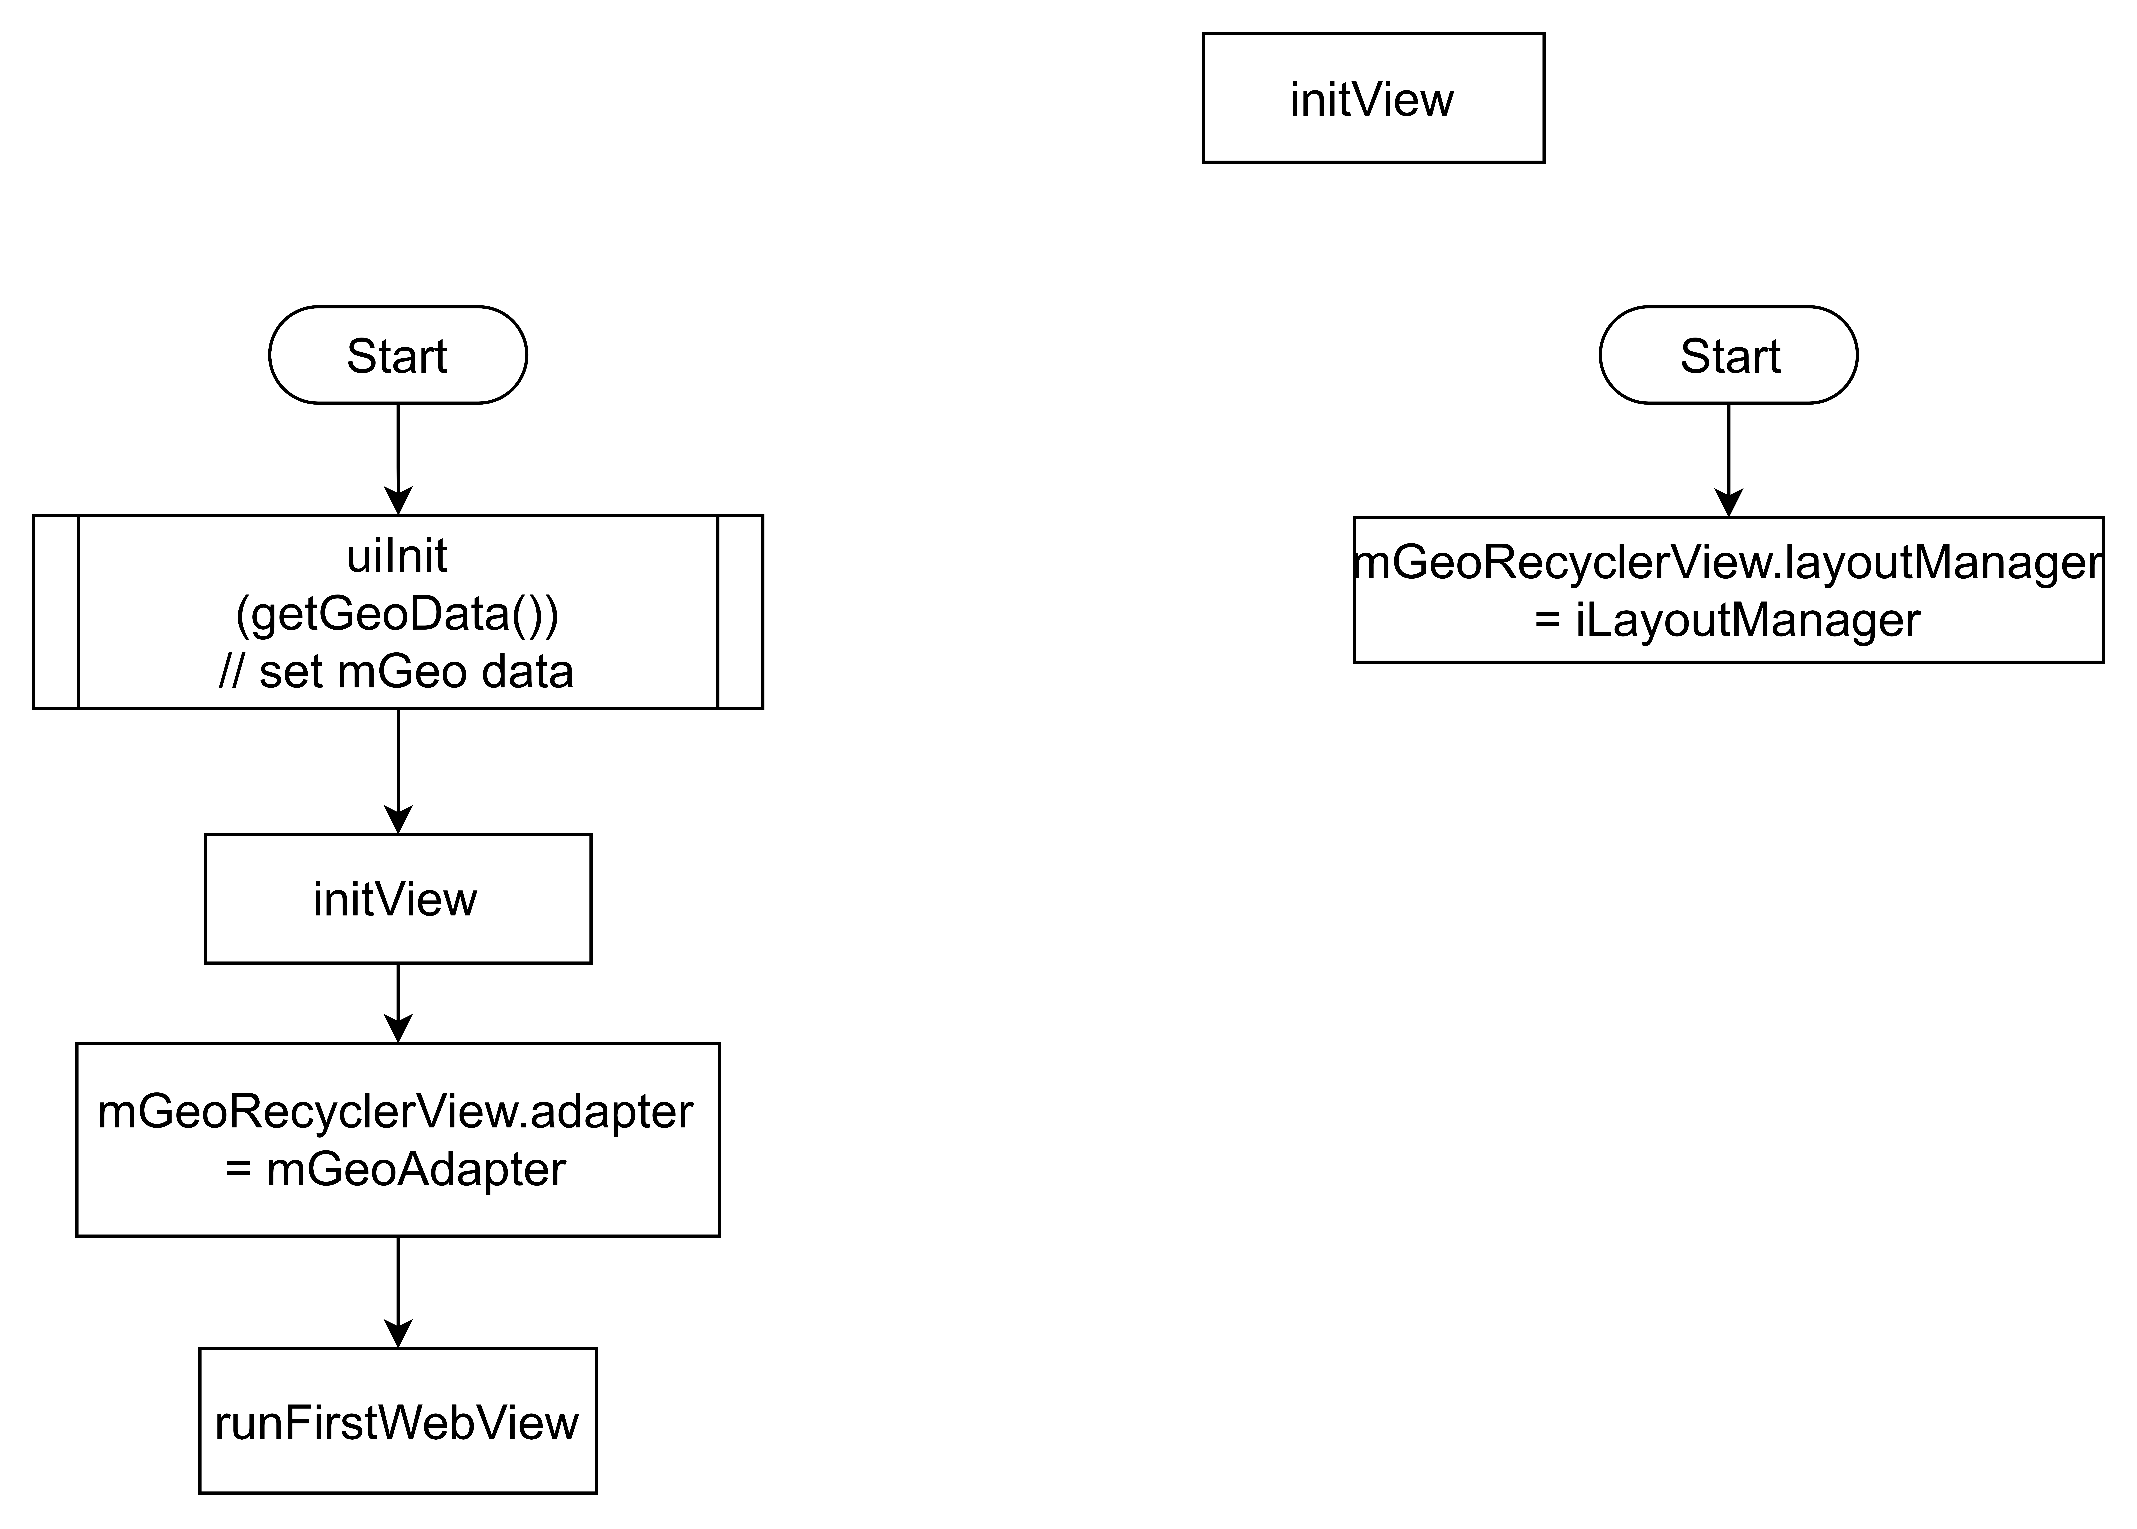 initView
Start
uiInit
(getGeoData())
// set mGeo data
initView
mGeoRecyclerView.adapter
= mGeoAdapter
runFirstWebView
Start
mGeoRecyclerView.layoutManager
= iLayoutManager